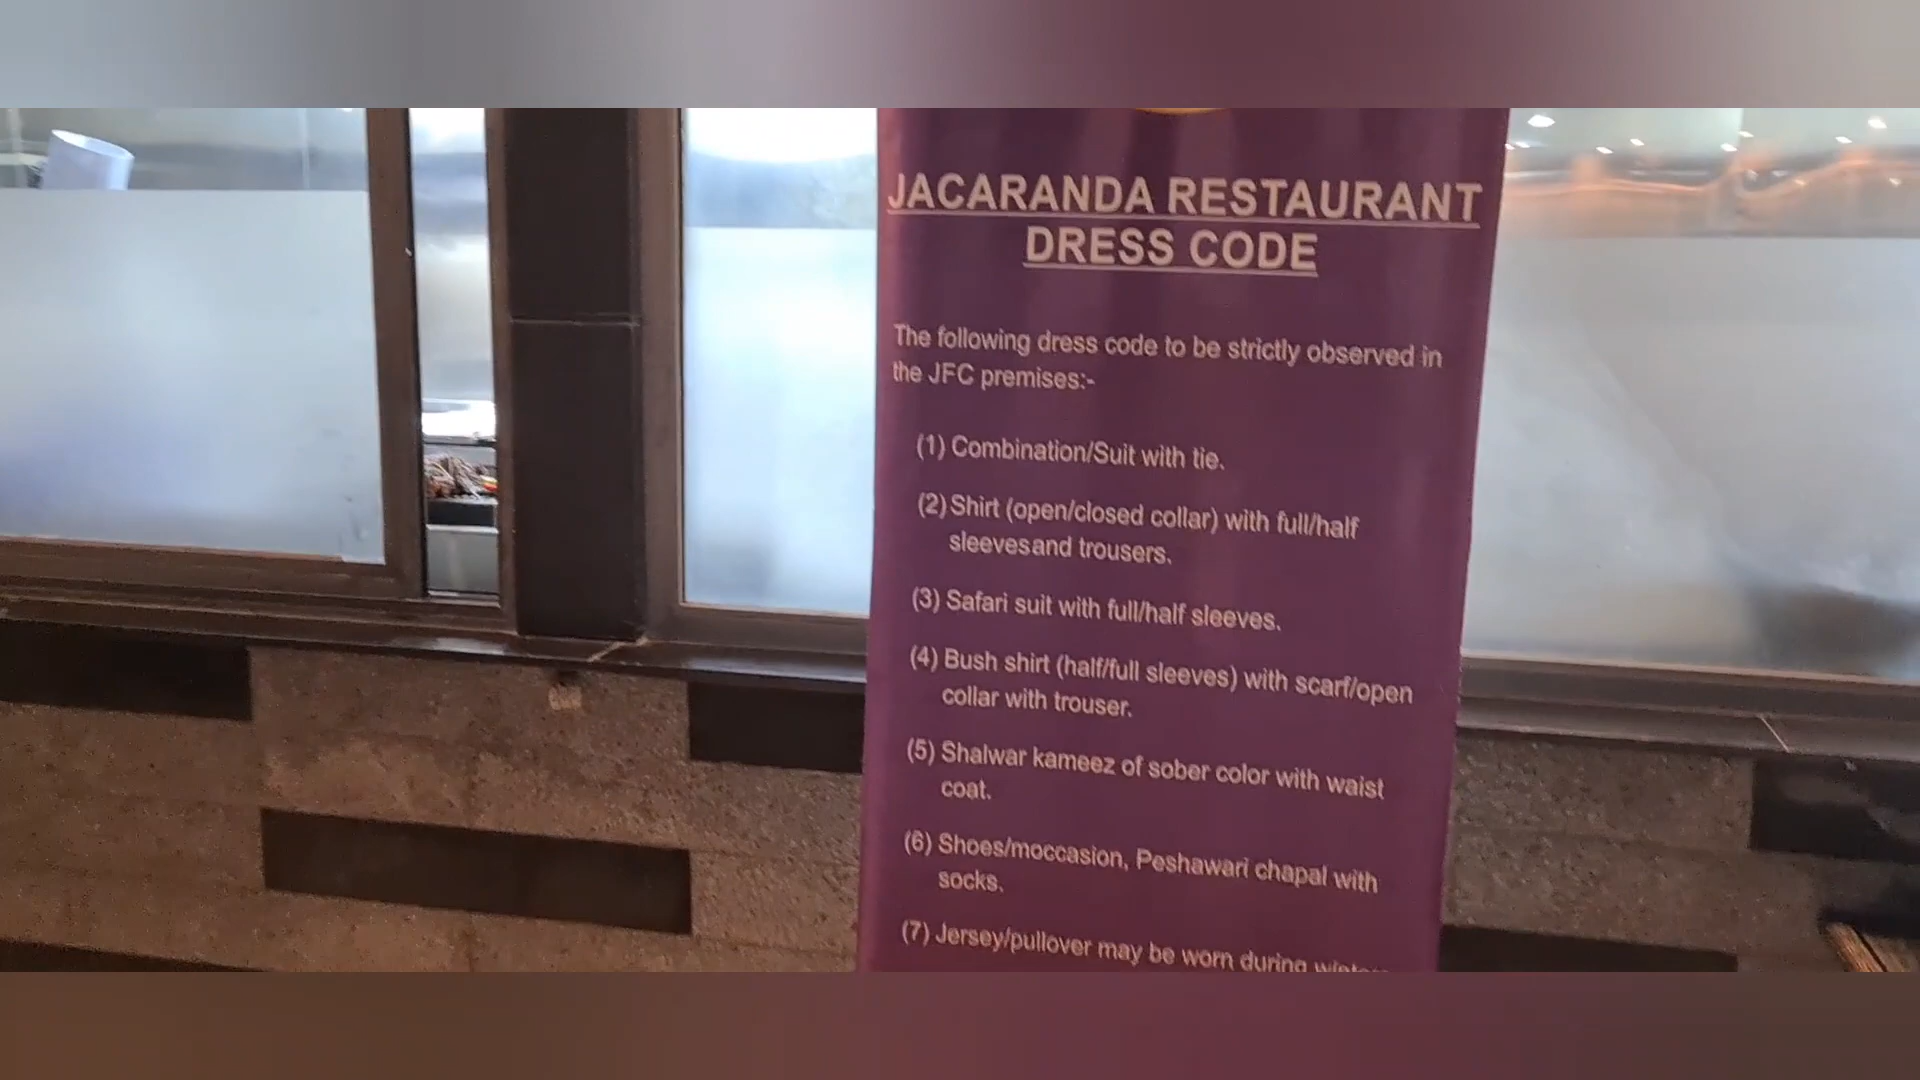 JACARANDA RESTAURANT
DRESS CODE
The following dress code to be strictly observed in
the JFC premises:-
(1) Combination/Suit with tie.
(2) Shirt (open/closed collar) with full/half
sleevesand trousers.
(3) Safari suit with full/half sleeves.
(4) Bush shirt (half/full sleeves) with scarf/open
collar with trouser.
(5) Shalwar kameez of sober color with waist
coat.
(6) Shoes/moccasion, Peshawari chapal with
socks.
(7) Jersey/pullover may be worn during